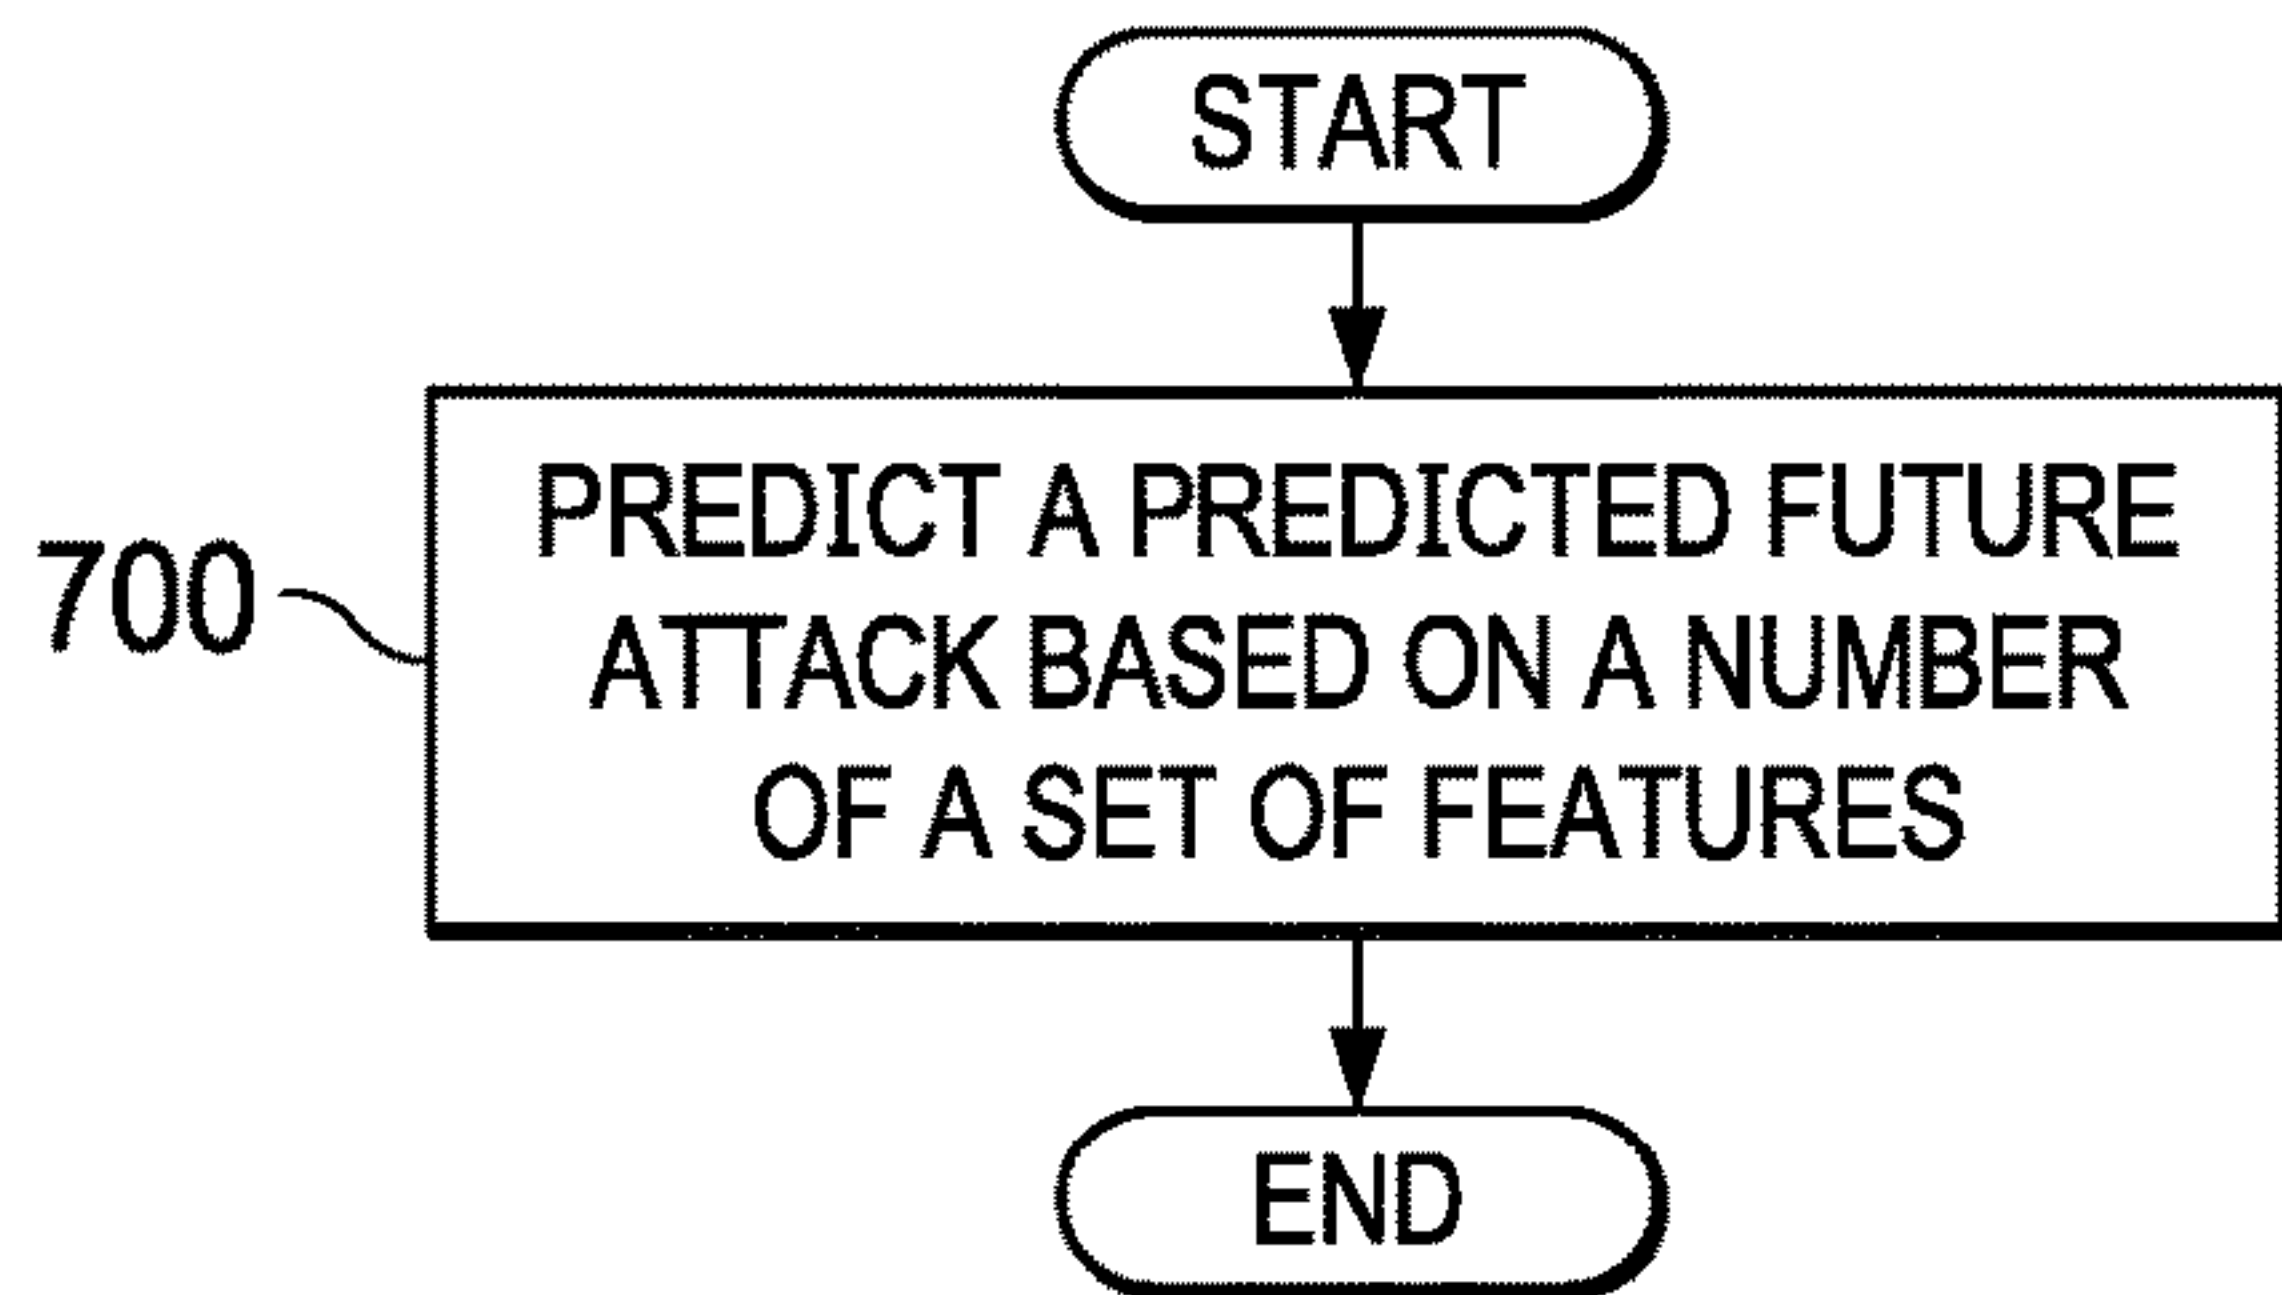 START
PREDICT A PREDICTED FUTURE
700
ATTACK BASED ON A NUMBER
OF A SET OF FEATURES
END